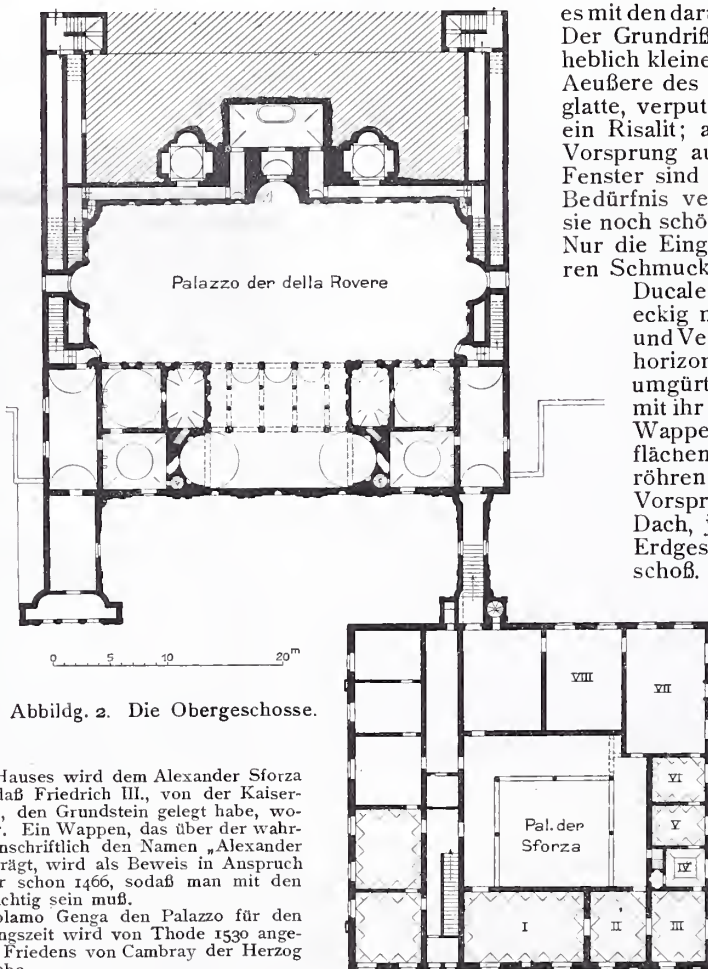 es mit den dar
Der Grundriß
heblich kleine
Aeußere des
glatte, verput
ein Risalit; a
Vorsprung au
Fenster sind
Bedürfnis ve
sie noch schö
Nur die Eing
ren Schmuck
Ducale
eckig n
und Ve
horizon
umgürt
mit ihr
Wappe
flächen
röhren
Vorspr
Dach, j
Erdges
schoß.
Palazzo der della Rovere
0 5 10 20m
Abbildg. 2. Die Obergeschosse.
VIII
VII
VI
V
IV
Pal. der
Sforza
I
II
III
Hauses wird dem Alexander Sforza
daß Friedrich III., von der Kaiser-
, den Grundstein gelegt habe, wo-
. Ein Wappen, das über der wahr-
nschriftlich den Namen „Alexander
rägt, wird als Beweis in Anspruch
r schon 1466, sodaß man mit den
chtig sein muß.
olamo Genga den Palazzo für den
ngszeit wird von Thode 1530 ange-
Friedens von Cambray der Herzog